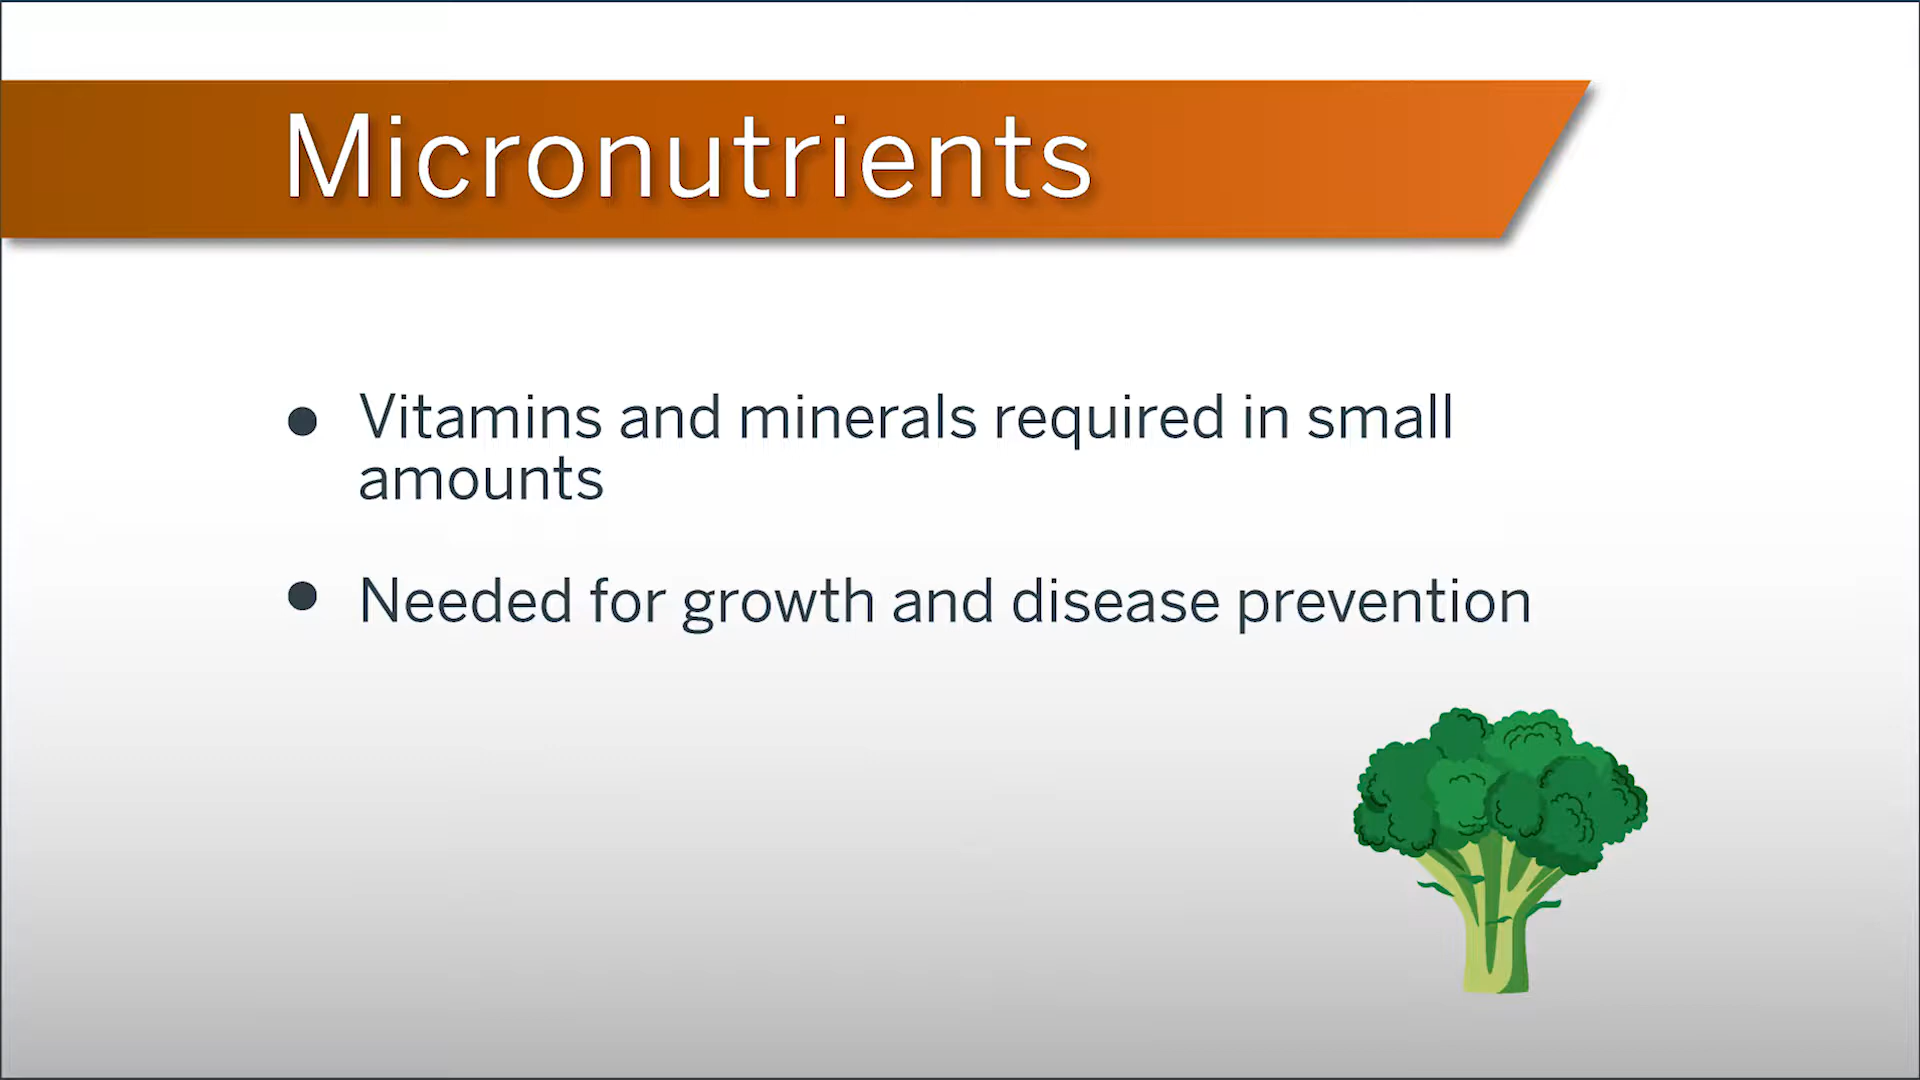 Micronutrients
● Vitamins and minerals required in small
amounts
● Needed for growth and disease prevention